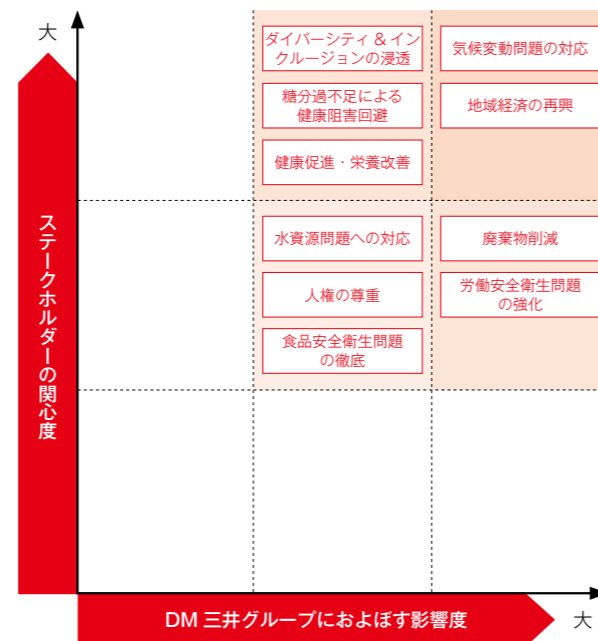 大
ダイバーシティ & イン
クルージョンの浸透
気候変動問題の対応
糖分過不足による
健康阻害回避
地域経済の再興
健康促進・栄養改善
水資源問題への対応
廃棄物削減
人権の尊重
労働安全衛生問題
の強化
食品安全衛生問題
の徹底
ステークホルダーの関心度
DM 三井グループにおよぼす影響度
大